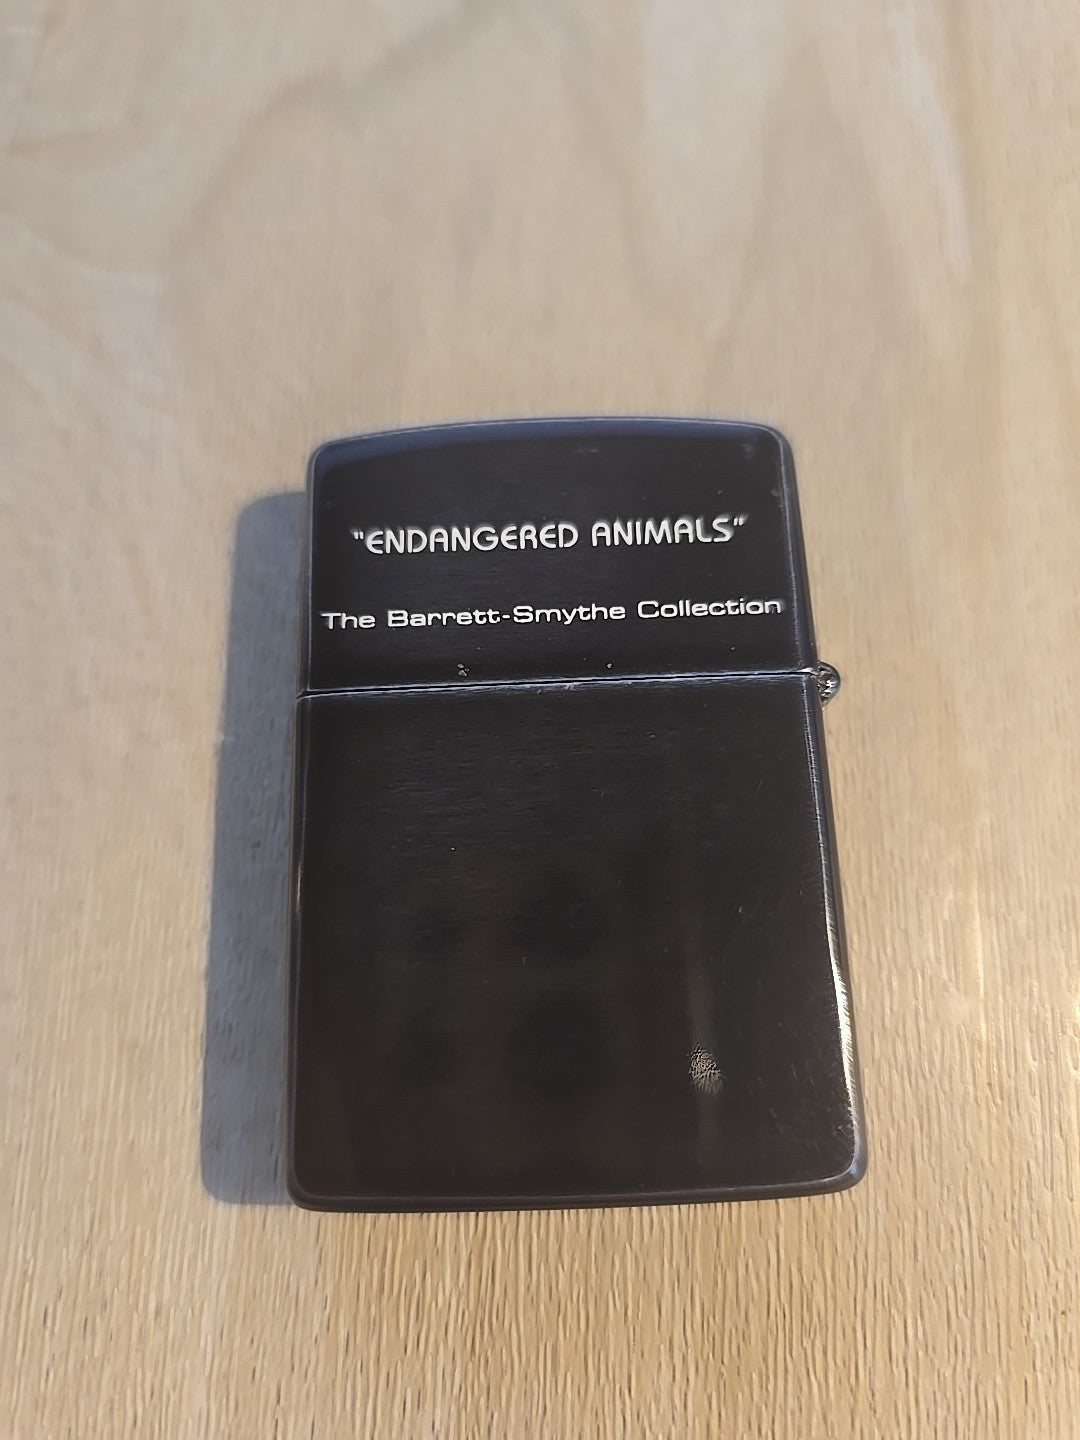 "ENDANGERED ANIMALS"
The Barrett-Smythe Collection